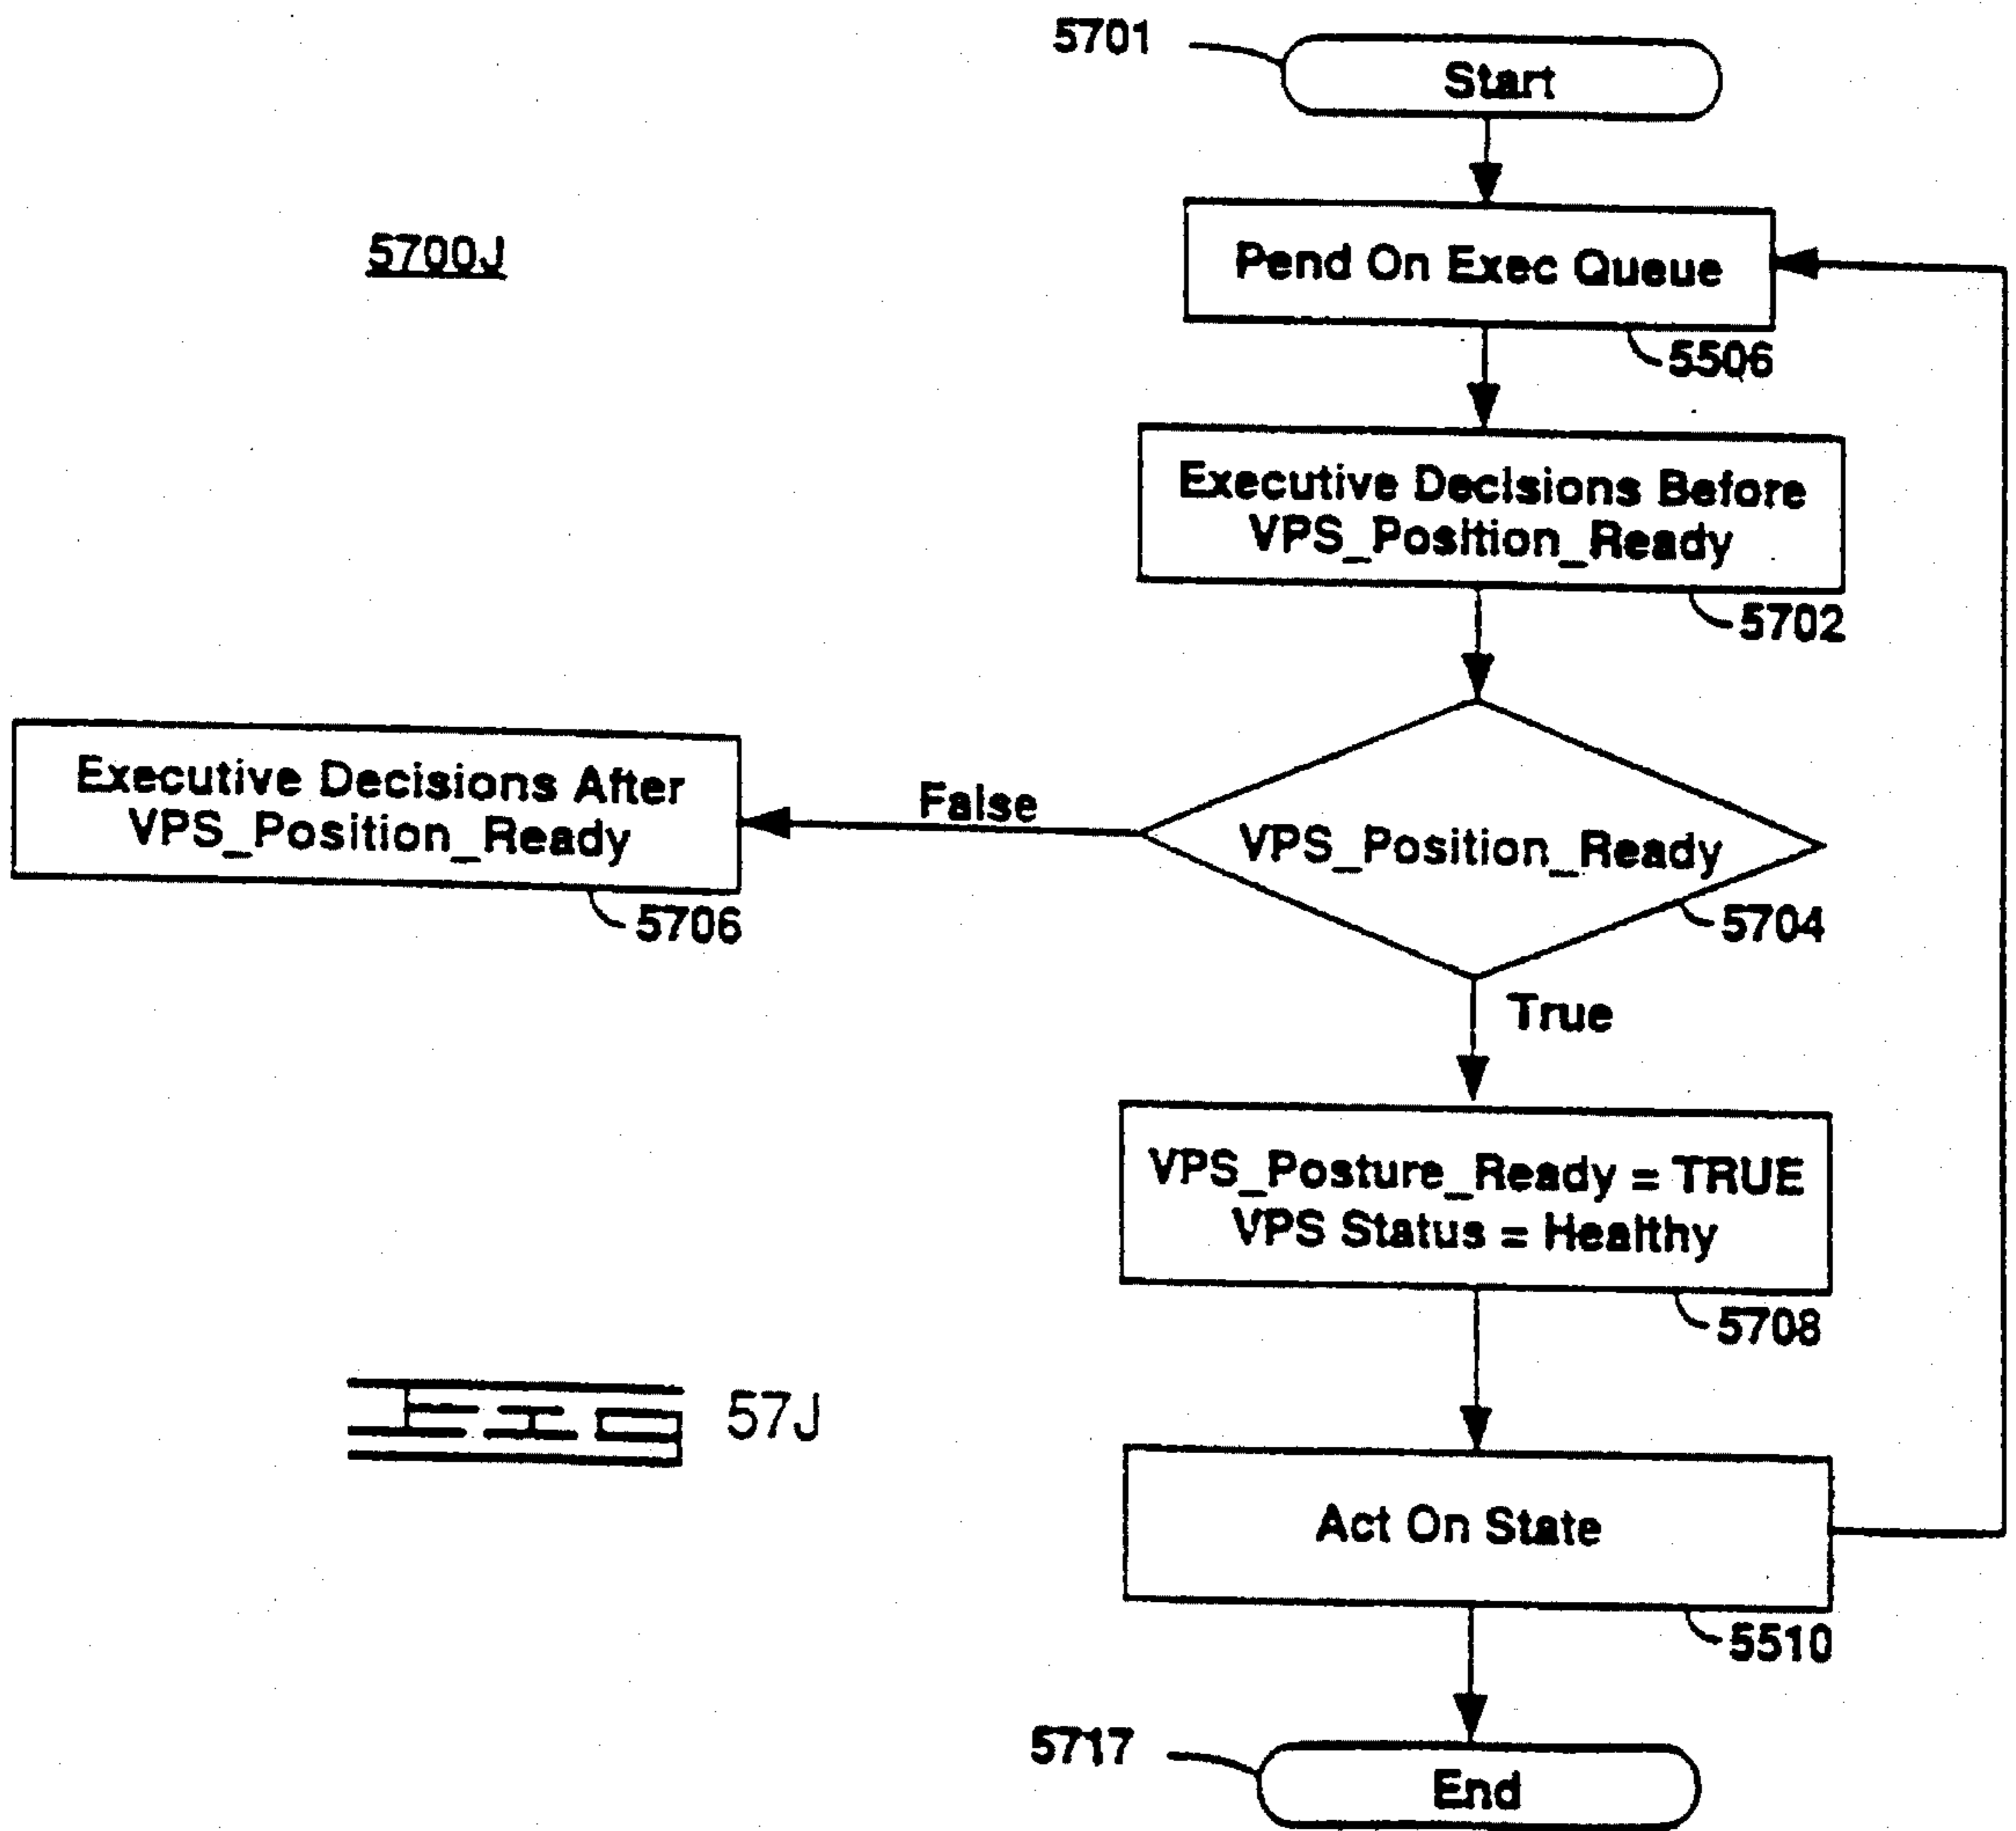 5701
Start
5700J
Pend On Exec Queue
5506
Executive Decisions Before
VPS_Position_Ready
5702
Executive Decisions After
VPS_Position_Ready
5706
False
VPS_Position_Ready
5704
True
VPS_Posture_Ready = TRUE
VPS Status = Healthy
5708
FIG 57J
Act On State
5510
5717
End